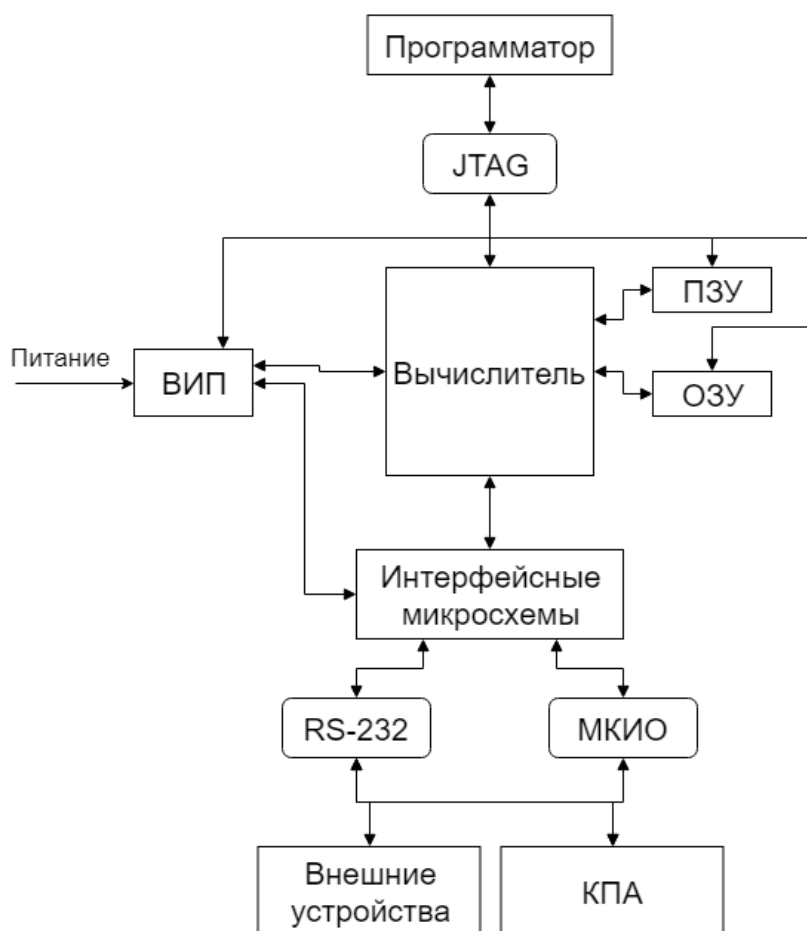 Программатор
JTAG
ПЗУ
Питание
ВИП
Вычислитель
ОЗУ
Интерфейсные
микросхемы
RS-232
МКИО
Внешние
устройства
КПА